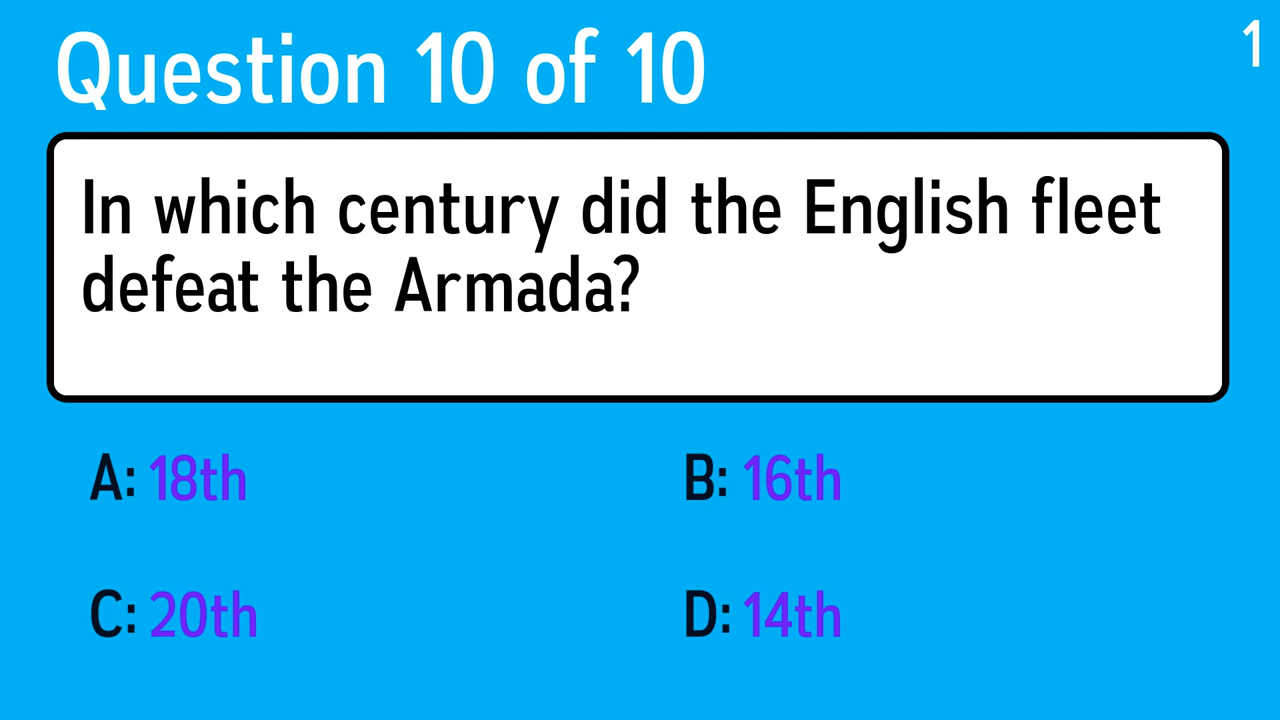 Question 10 of 10
1
In which century did the English fleet
defeat the Armada?
A: 18th
B: 16th
C: 20th
D: 14th